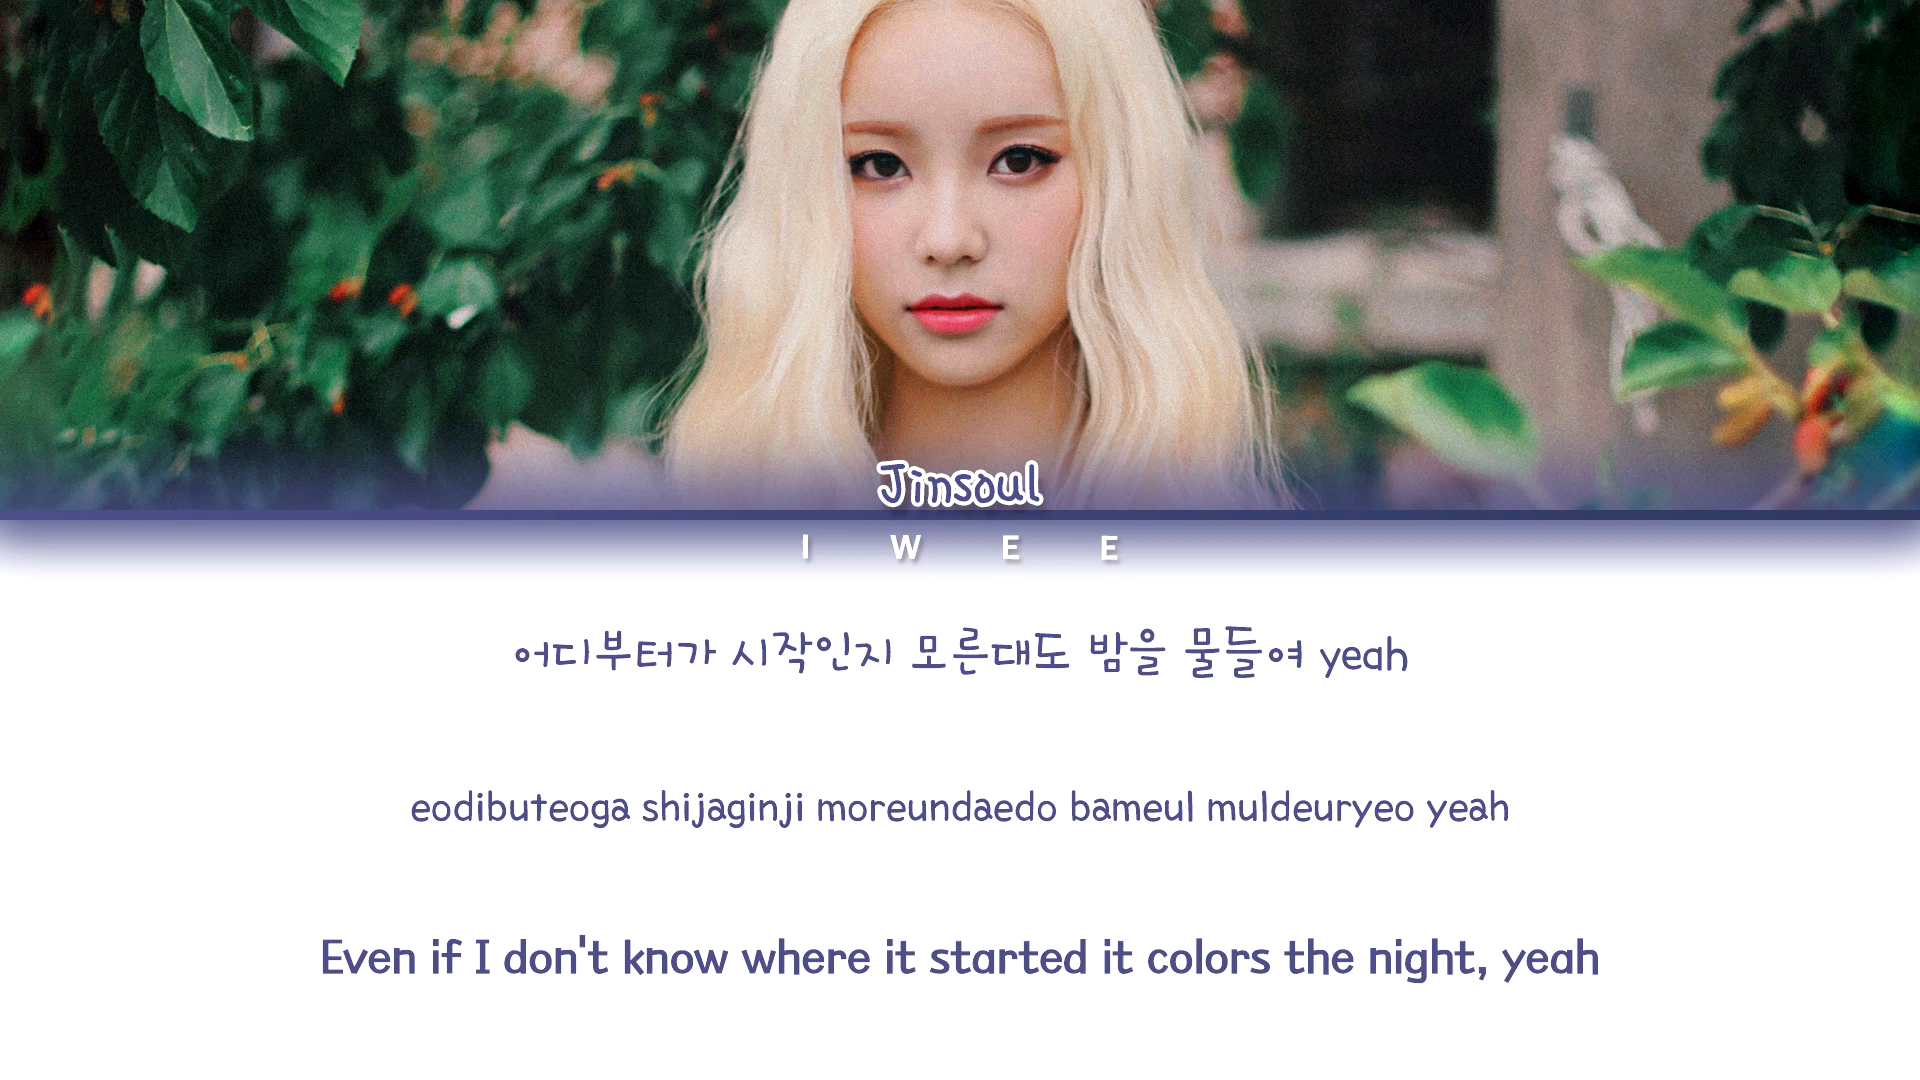 Jinsoul
I W E E
어디부터가 시작인지 모른대도 밤을 물들여 yeah
eodibuteoga shijaginji moreundaedo bameul muldeuryeo yeah
Even if I don't know where it started it colors the night, yeah